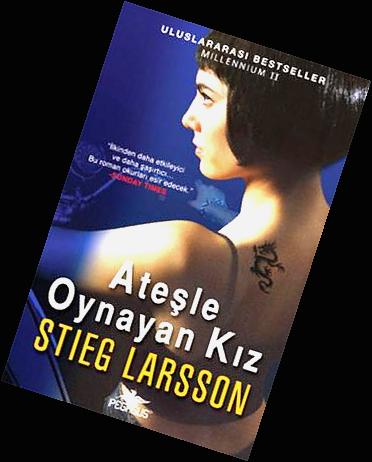 ULUSLARARASI BESTSELLER
MILLENNIUM II
"İlkinden daha etkileyici
ve daha şaşırtıcı...
Bu roman okurları esir edecek."
-SUNDAY TIMES
Ateşle
Oynayan Kız
STIEG LARSSON
PEGASUS